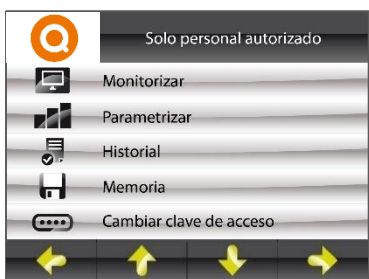 Solo personal autorizado
Monitorizar
Parametrizar
Historial
Memoria
Cambiar clave de acceso